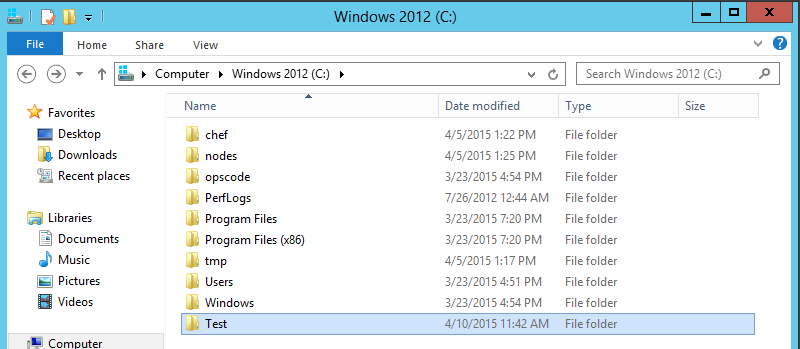 Windows 2012 (C:)
File Home Share View
Computer Windows 2012 (C:) Search Windows 2012 (C:)
Name Date modified Type Size
Favorites
Desktop
Downloads
Recent places
Libraries
Documents
Music
Pictures
Videos
Computer
chef 4/5/2015 1:22 PM File folder
nodes 4/5/2015 1:25 PM File folder
opscode 3/23/2015 4:54 PM File folder
PerfLogs 7/26/2012 12:44 AM File folder
Program Files 3/23/2015 7:20 PM File folder
Program Files (x86) 3/23/2015 7:20 PM File folder
tmp 4/5/2015 1:17 PM File folder
Users 3/23/2015 4:51 PM File folder
Windows 3/23/2015 4:54 PM File folder
Test 4/10/2015 11:42 AM File folder